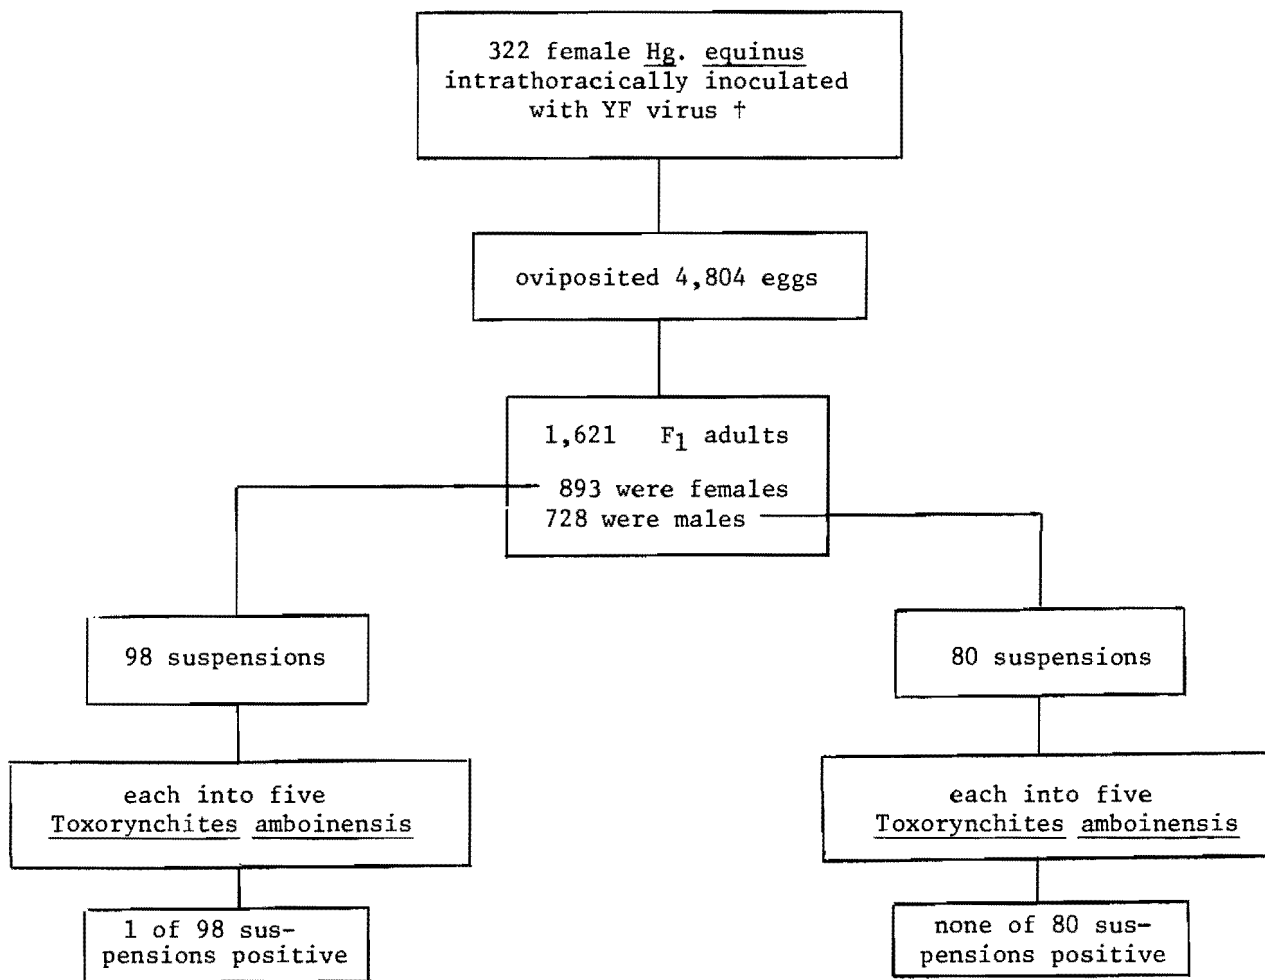 322 female Hg. equinus
intrathoracically inoculated
with YF virus †
oviposited 4,804 eggs
1,621 F1 adults
893 were females
728 were males
98 suspensions
80 suspensions
each into five
Toxorynchites amboinensis
each into five
Toxorynchites amboinensis
1 of 98 sus-
pensions positive
none of 80 sus-
pensions positive